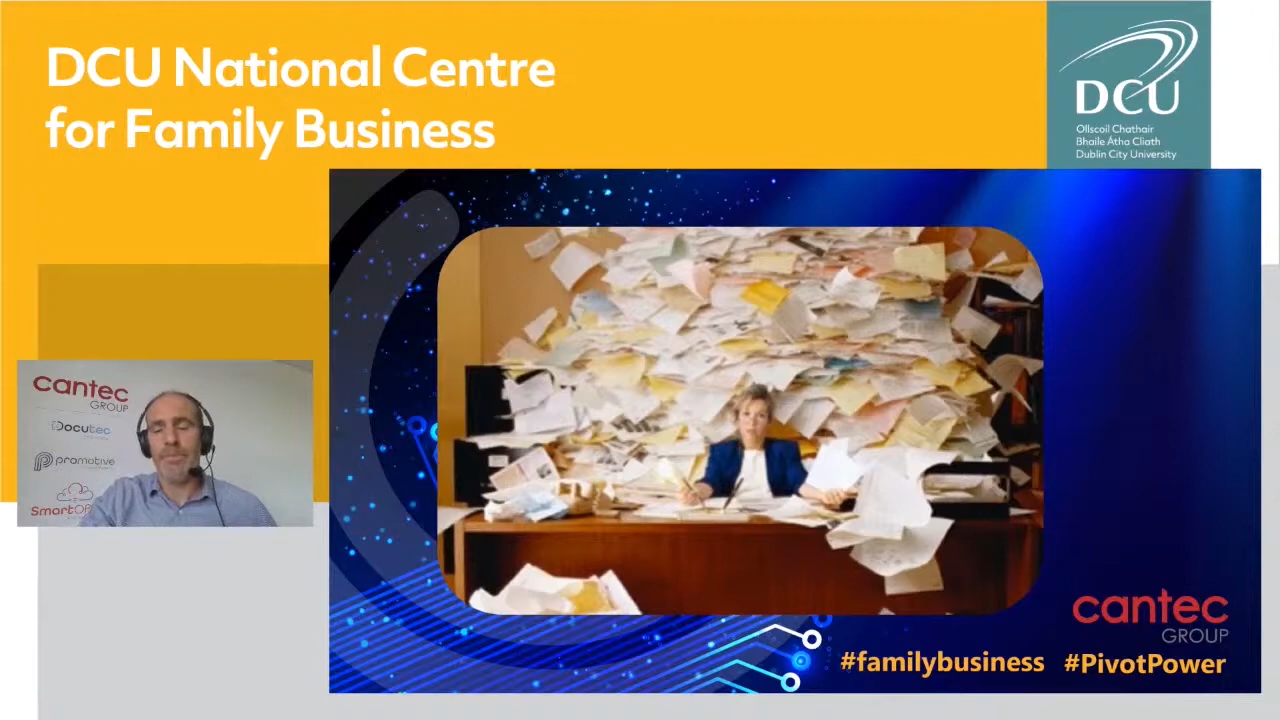 DCU National Centre
for Family Business
DCU
Ollscoil Chathair
Bhaile Átha Cliath
Dublin City University
cantec
GROUP
Docutec
promotive
SmartOP
cantec
GROUP
#familybusiness #PivotPower